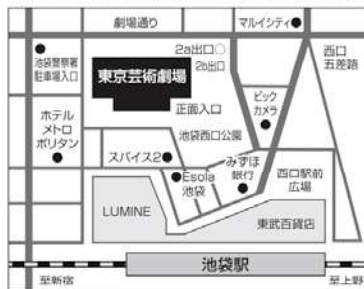 劇場通り
マルイシティ
2a出口
2b出口
西口
五差路
池袋警察署
駐車場入口
東京芸術劇場
正面入口
ビック
カメラ
ホテル
メトロ
ポリタン
池袋西口公園
スパイス2
みずほ
銀行
Esola
池袋
西口駅前
広場
LUMINE
東武百貨店
池袋駅
至新宿
至上野